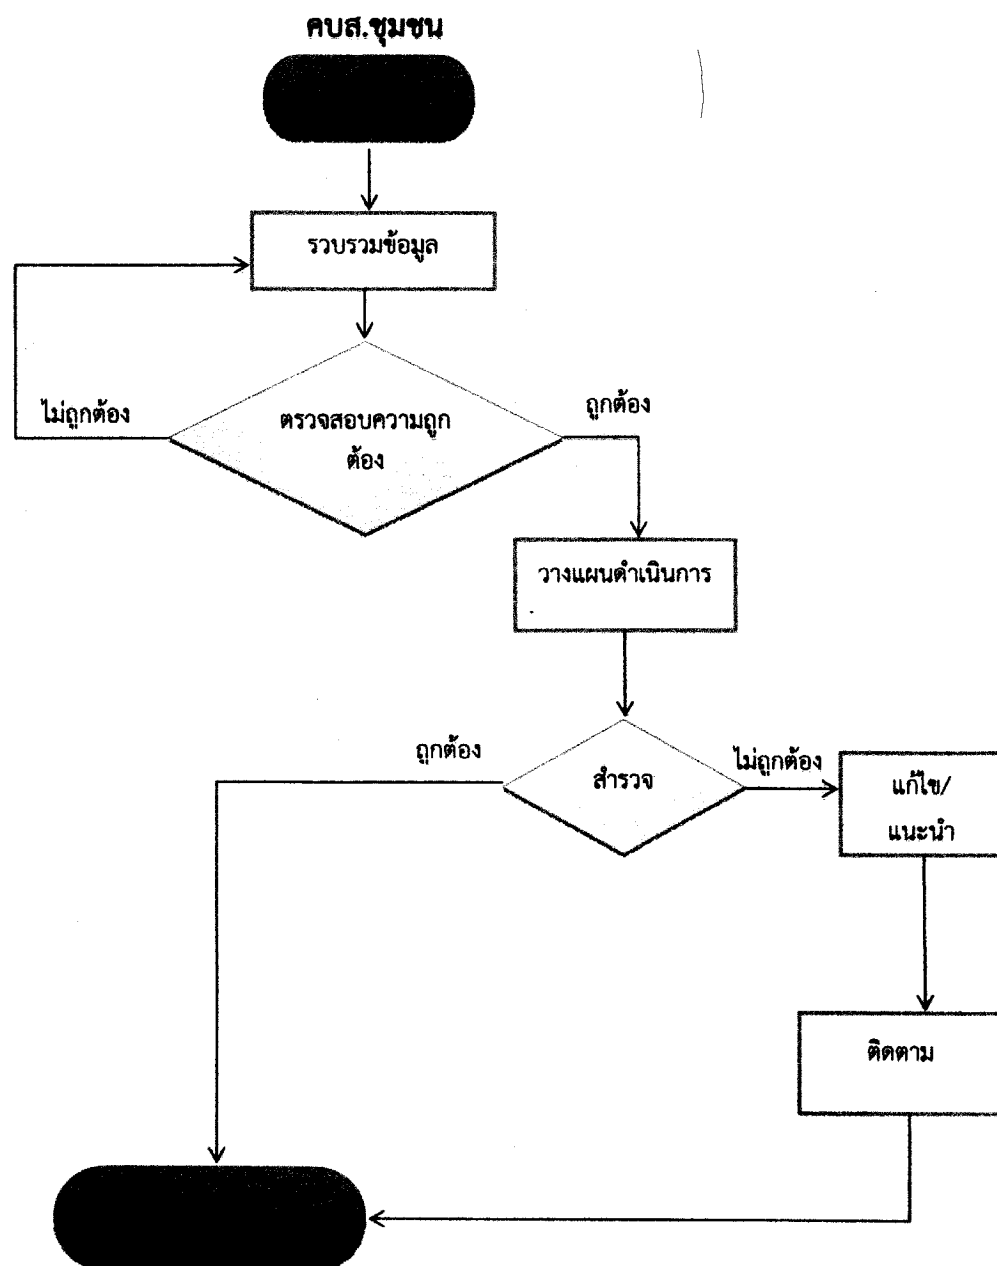 คบส.ชุมชน
รวบรวมข้อมูล
ไม่ถูกต้อง
ตรวจสอบความถูก
ต้อง
ถูกต้อง
วางแผนดำเนินการ
ถูกต้อง
สำรวจ
ไม่ถูกต้อง
แก้ไข/
แนะนำ
ติดตาม